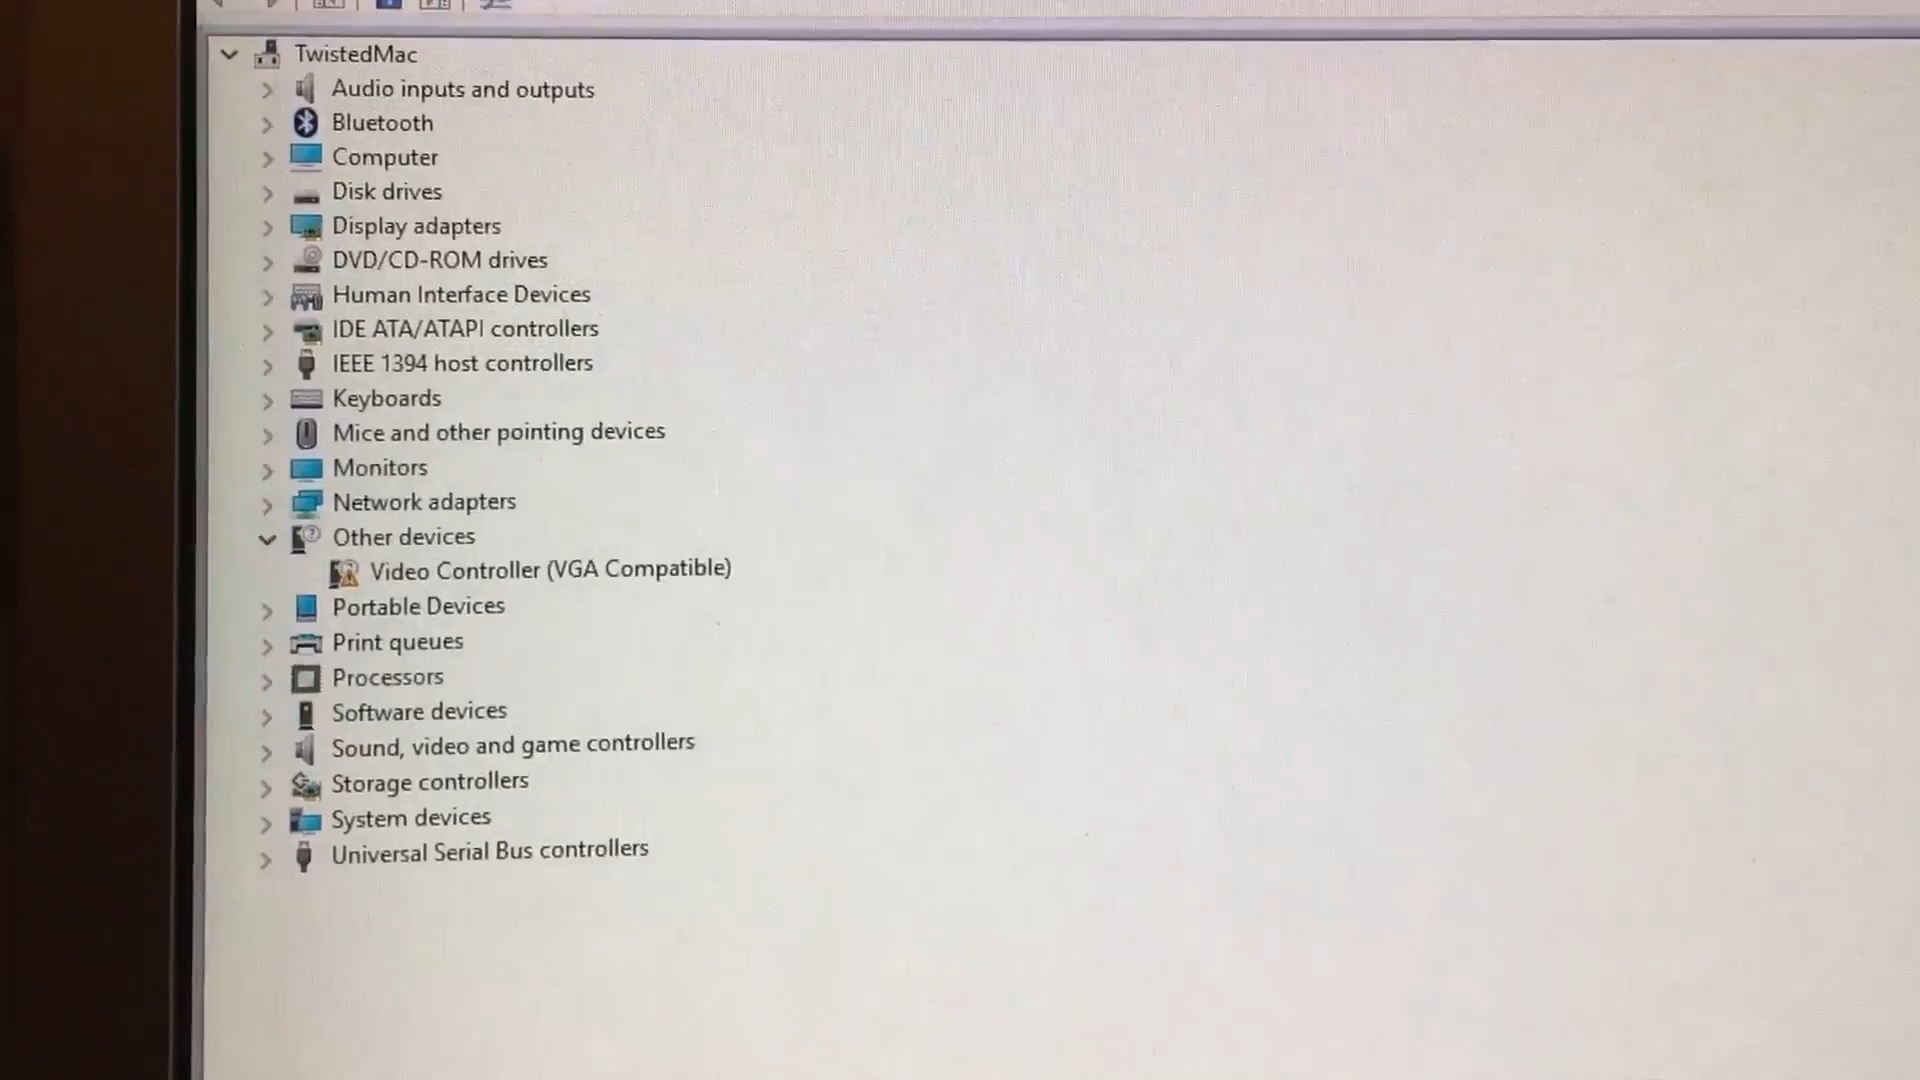 TwistedMac
Audio inputs and outputs
Bluetooth
Computer
Disk drives
Display adapters
DVD/CD-ROM drives
Human Interface Devices
IDE ATA/ATAPI controllers
IEEE 1394 host controllers
Keyboards
Mice and other pointing devices
Monitors
Network adapters
Other devices
Video Controller (VGA Compatible)
Portable Devices
Print queues
Processors
Software devices
Sound, video and game controllers
Storage controllers
System devices
Universal Serial Bus controllers